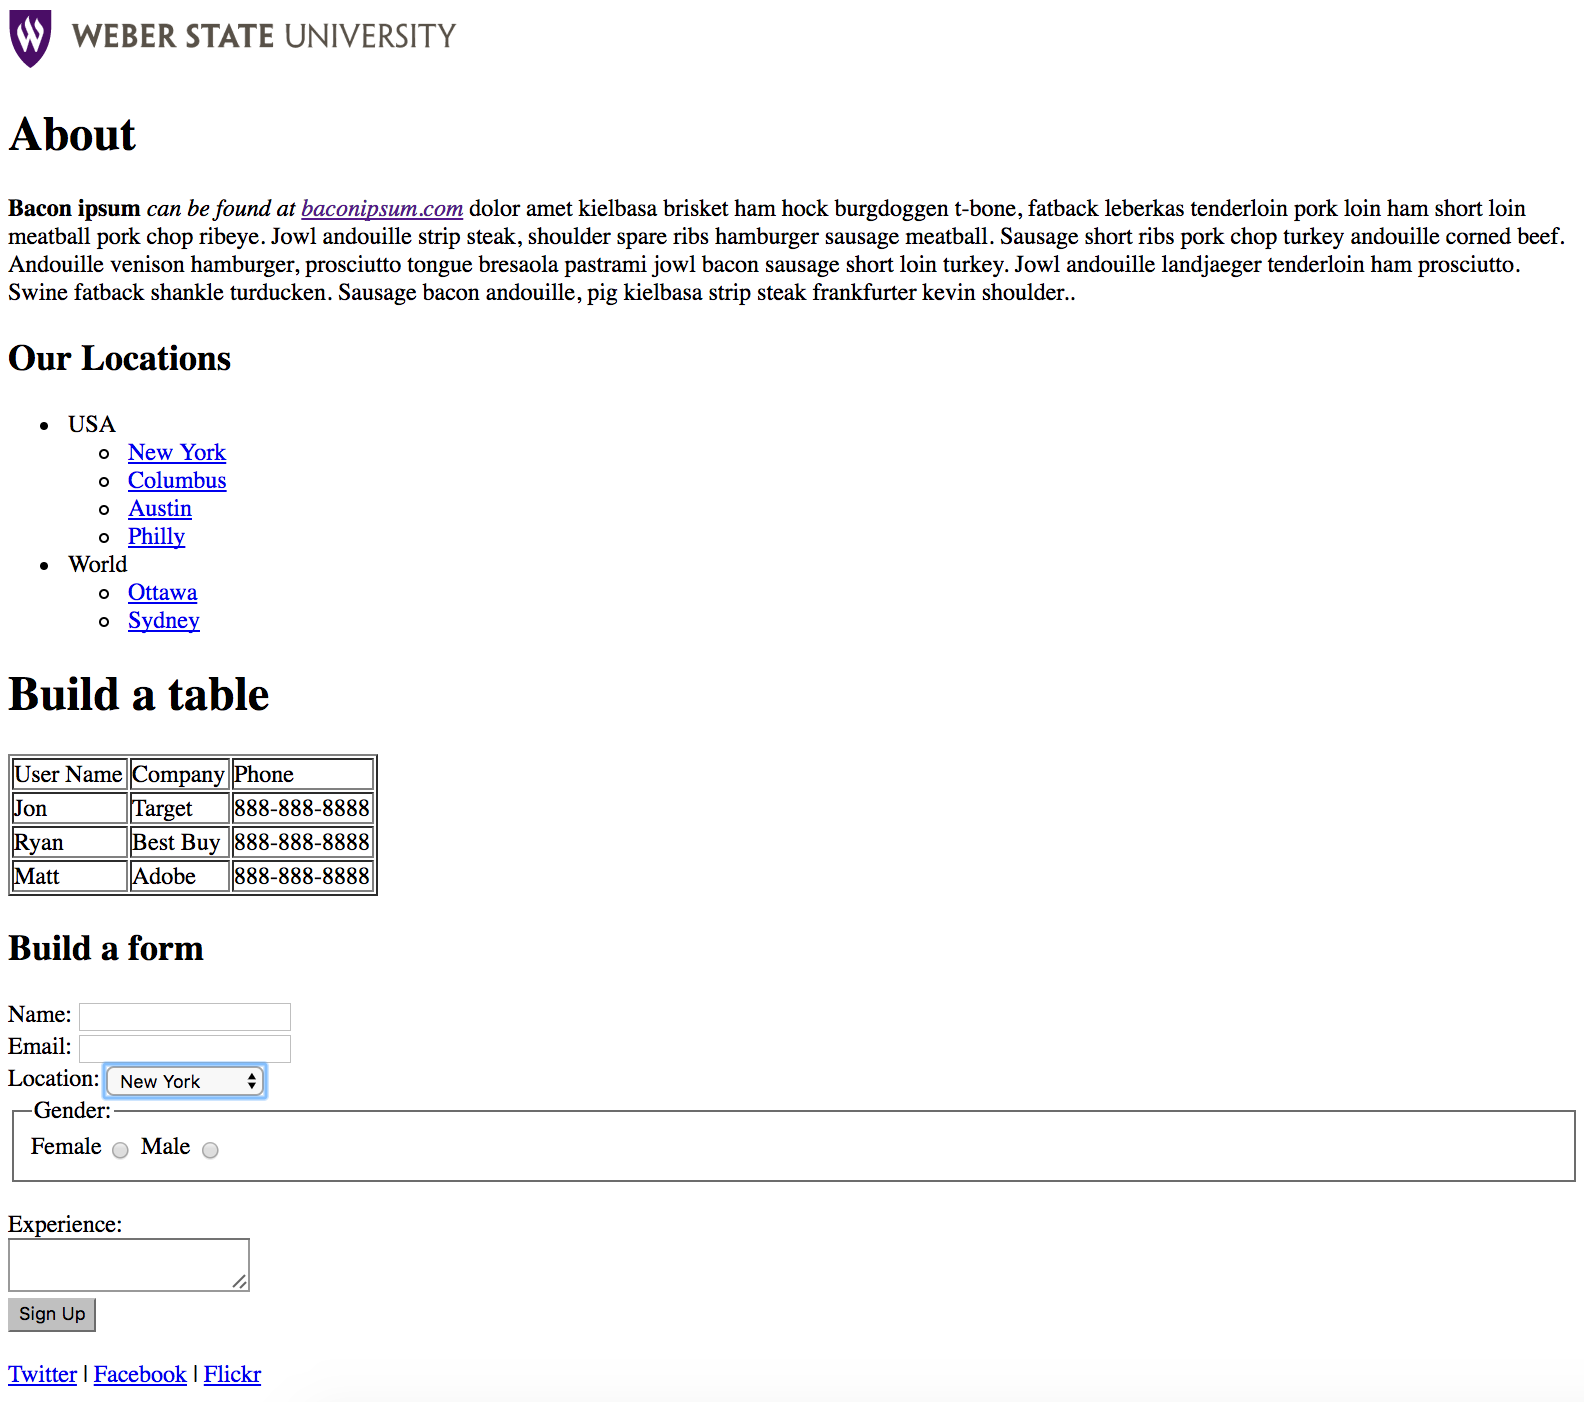 WEBER STATE UNIVERSITY
About
Bacon ipsum can be found at baconipsum.com dolor amet kielbasa brisket ham hock burgdoggen t-bone, fatback leberkas tenderloin pork loin ham short loin
meatball pork chop ribeye. Jowl andouille strip steak, shoulder spare ribs hamburger sausage meatball. Sausage short ribs pork chop turkey andouille corned beef.
Andouille venison hamburger, prosciutto tongue bresaola pastrami jowl bacon sausage short loin turkey. Jowl andouille landjaeger tenderloin ham prosciutto.
Swine fatback shankle turducken. Sausage bacon andouille, pig kielbasa strip steak frankfurter kevin shoulder..
Our Locations
USA
New York
Columbus
Austin
Philly
World
Ottawa
Sydney
Build a table
User Name Company Phone
Jon Target 888-888-8888
Ryan Best Buy 888-888-8888
Matt Adobe 888-888-8888
Build a form
Name:
Email:
Location: New York
Gender:
Female Male
Experience:
Sign Up
Twitter | Facebook | Flickr